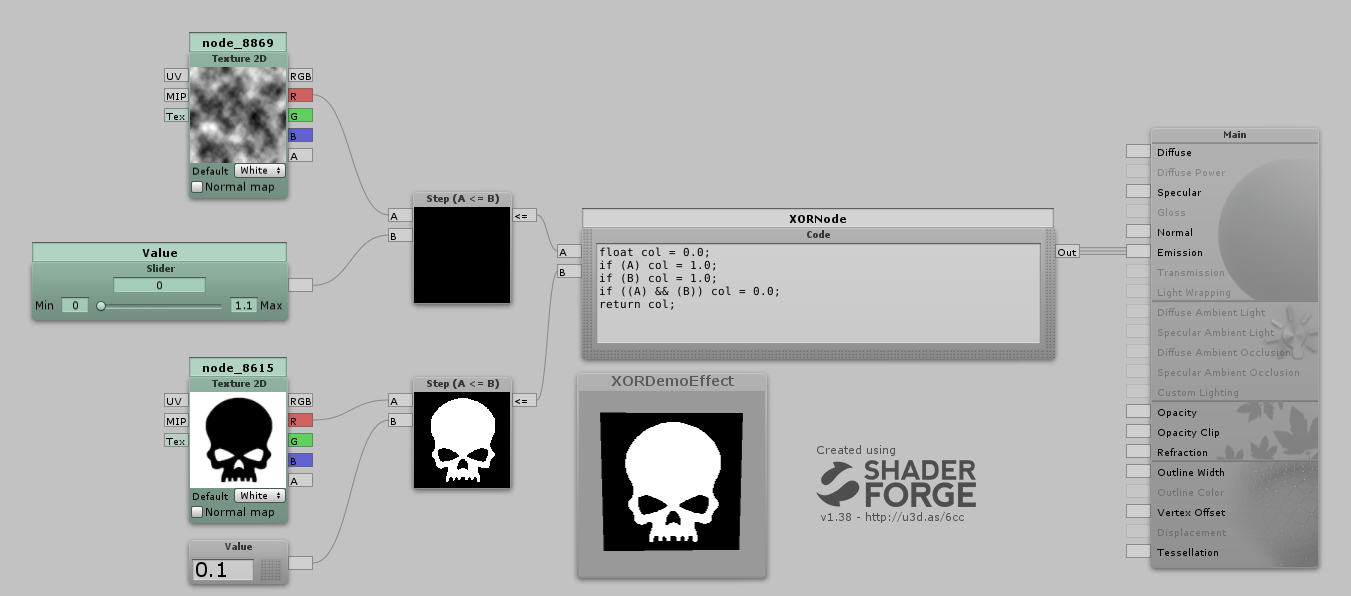 node_8869
Texture 2D
UV RGB
MIP R
Tex G
B
A
Default White
Normal map
Value
Slider
0
Min 0 1.1 Max
node_8615
Texture 2D
UV RGB
MIP R
Tex G
B
A
Default White
Normal map
Value
0.1
Step (A <= B)
A <=
B
Step (A <= B)
A <=
B
XORNode
Code
A
B
float col = 0.0;
if (A) col = 1.0;
if (B) col = 1.0;
if ((A) && (B)) col = 0.0;
return col;
Out
XORDemoEffect
Created using
SHADER
FORGE
v1.38 - http://u3d.as/6cc
Main
Diffuse
Diffuse Power
Specular
Gloss
Normal
Emission
Transmission
Light Wrapping
Diffuse Ambient Light
Specular Ambient Light
Diffuse Ambient Occlusion
Specular Ambient Occlusion
Custom Lighting
Opacity
Opacity Clip
Refraction
Outline Width
Outline Color
Vertex Offset
Displacement
Tessellation